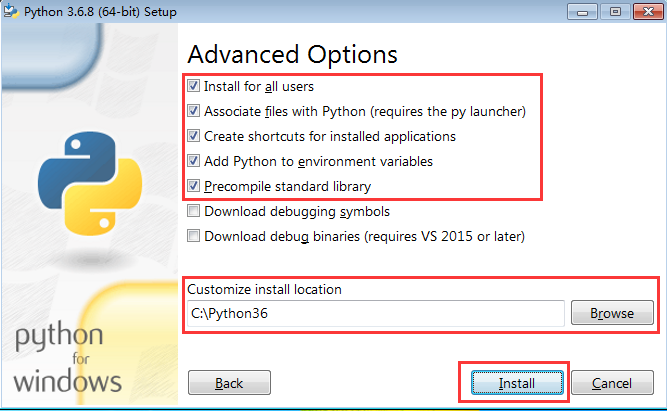 Python 3.6.8 (64-bit) Setup
Advanced Options
Install for all users
Associate files with Python (requires the py launcher)
Create shortcuts for installed applications
Add Python to environment variables
Precompile standard library
Download debugging symbols
Download debug binaries (requires VS 2015 or later)
Customize install location
C:\Python36
Browse
python
for
windows
Back
Install
Cancel